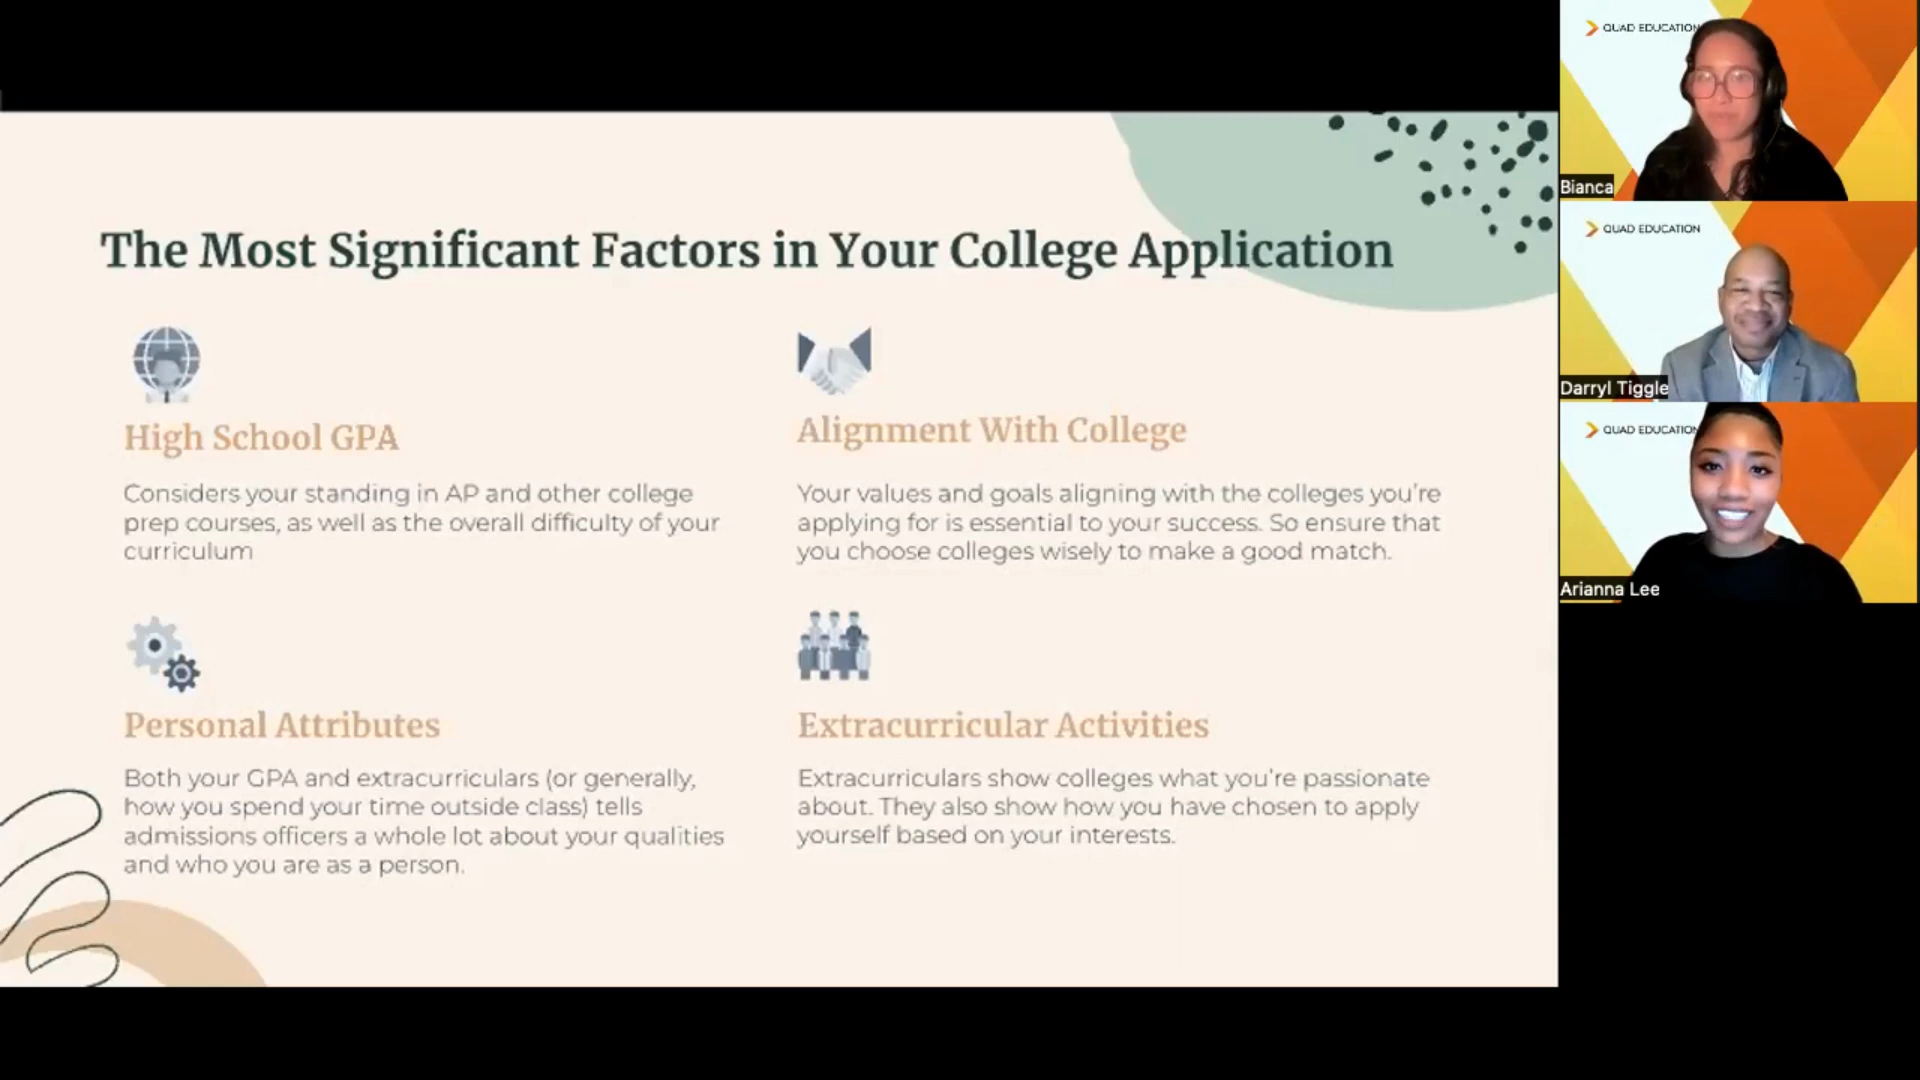 The Most Significant Factors in Your College Application
High School GPA
Considers your standing in AP and other college
prep courses, as well as the overall difficulty of your
curriculum
Alignment With College
Your values and goals aligning with the colleges you're
applying for is essential to your success. So ensure that
you choose colleges wisely to make a good match.
Personal Attributes
Both your GPA and extracurriculars (or generally,
how you spend your time outside class) tells
admissions officers a whole lot about your qualities
and who you are as a person.
Extracurricular Activities
Extracurriculars show colleges what you're passionate
about. They also show how you have chosen to apply
yourself based on your interests.
QUAD EDUCATION
Bianca
QUAD EDUCATION
Darryl Tiggle
QUAD EDUCATION
Arianna Lee